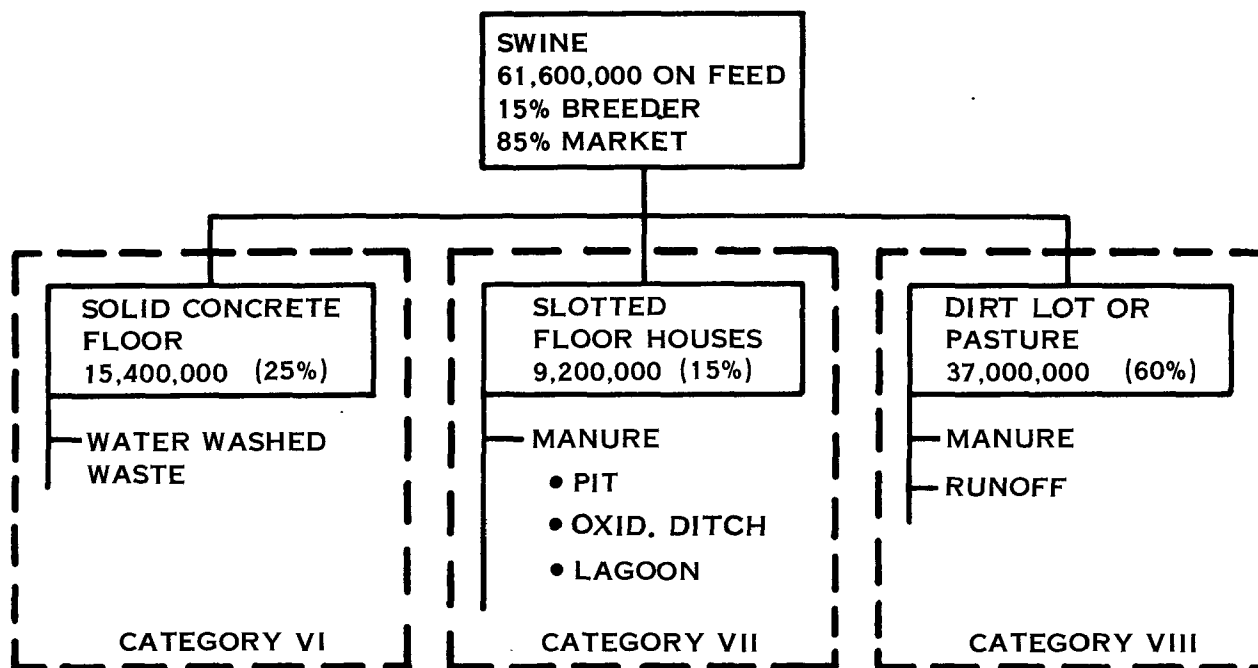 SWINE
61,600,000 ON FEED
15% BREEDER
85% MARKET
SOLID CONCRETE
FLOOR
15,400,000 (25%)
WATER WASHED
WASTE
CATEGORY VI
SLOTTED
FLOOR HOUSES
9,200,000 (15%)
MANURE
• PIT
• OXID. DITCH
• LAGOON
CATEGORY VII
DIRT LOT OR
PASTURE
37,000,000 (60%)
MANURE
RUNOFF
CATEGORY VIII